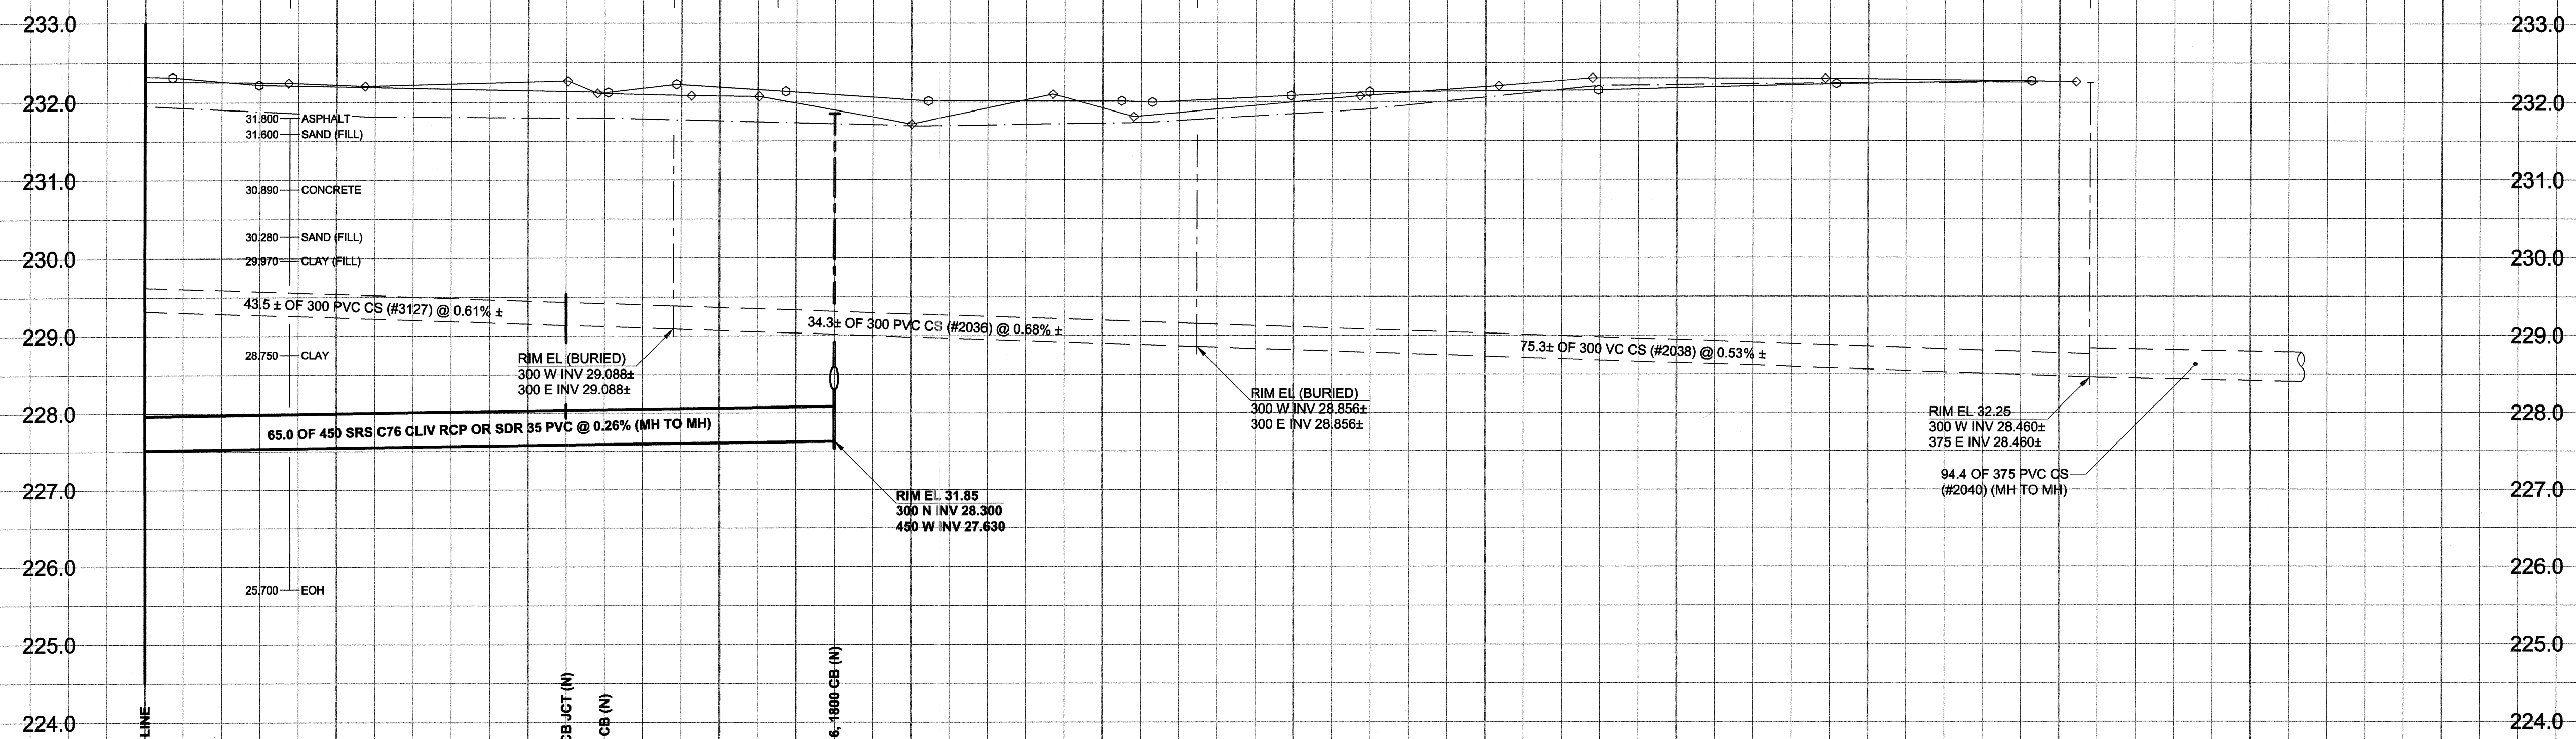 233.0
233.0
232.0
232.0
31.800 ASPHALT
31.600 SAND (FILL)
231.0
231.0
30.890 CONCRETE
30.280 SAND (FILL)
230.0
230.0
29.970 CLAY (FILL)
43.5 ± OF 300 PVC CS (#3127) @ 0.61% ±
34.3± OF 300 PVC CS (#2036) @ 0.68% ±
75.3± OF 300 VC CS (#2038) @ 0.53% ±
229.0
229.0
28.750 CLAY
RIM EL (BURIED)
300 W INV 29.088±
300 E INV 29.088±
RIM EL (BURIED)
300 W INV 28.856±
300 E INV 28.856±
228.0
228.0
65.0 OF 450 SRS C76 CLIV RCP OR SDR 35 PVC @ 0.26% (MH TO MH)
RIM EL 32.25
300 W INV 28.460±
375 E INV 28.460±
94.4 OF 375 PVC CS
(#2040) (MH TO MH)
227.0
227.0
RIM EL 31.85
300 N INV 28.300
450 W INV 27.630
226.0
226.0
25.700 EOH
225.0
225.0
224.0
224.0
LINE
CB JCT (N)
CB (N)
6, 1800 CB (N)